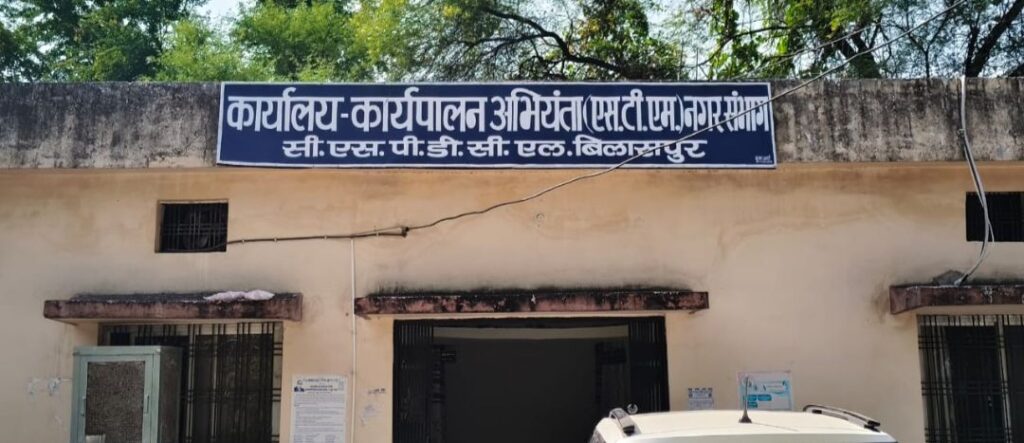 कार्यालय-कार्यपालन अभियंता(एस.टी.एम.)नगर संभाग
सी. एस. पी. डी. सी. एल. बिलासपुर